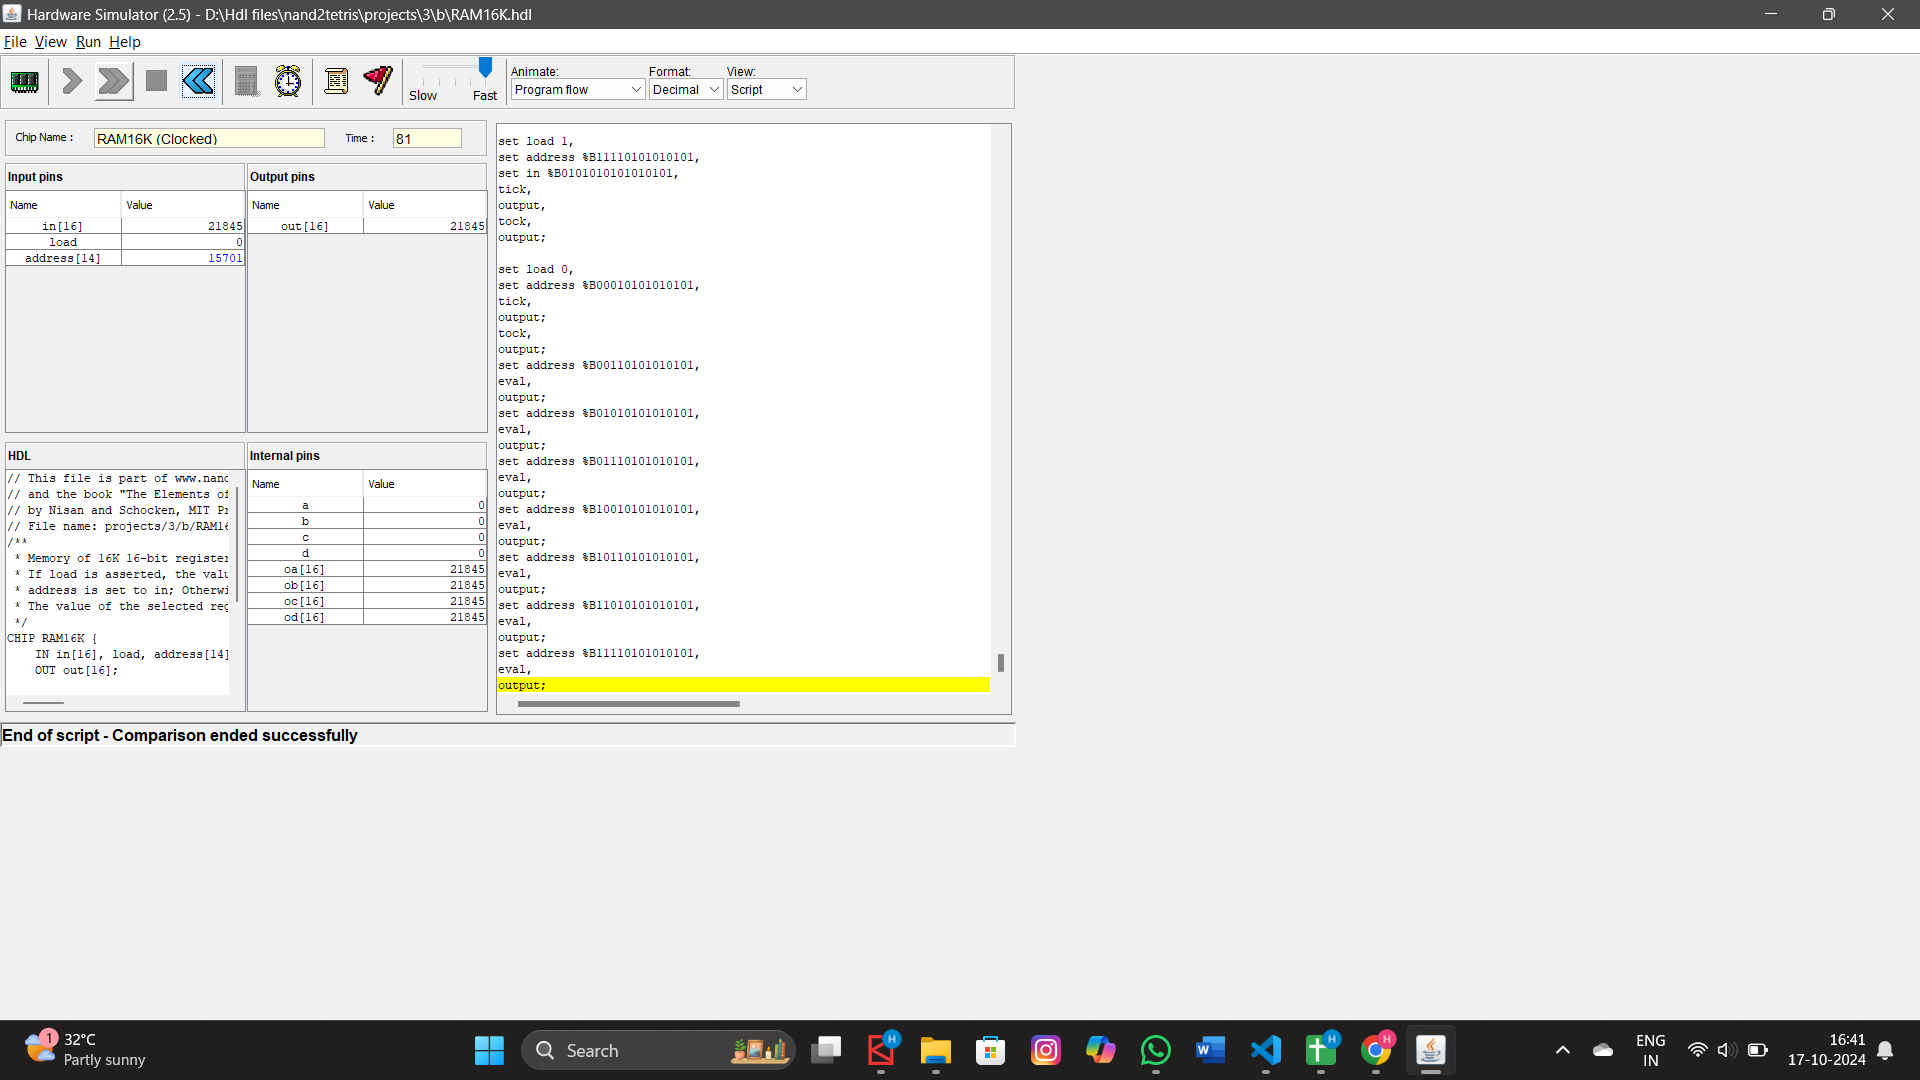 Hardware Simulator (2.5) - D:\Hdl files\nand2tetris\projects\3\b\RAM16K.hdl
File View Run Help
Slow Fast
Animate: Format: View:
Program flow Decimal Script
Chip Name : RAM16K (Clocked) Time : 81
Input pins
Name Value
in[16] 21845
load 0
address[14] 15701
Output pins
Name Value
out[16] 21845
HDL
// This file is part of www.nand
// and the book "The Elements of
// by Nisan and Schocken, MIT Pr
// File name: projects/3/b/RAM16
/**
* Memory of 16K 16-bit register
* If load is asserted, the valu
* address is set to in; Otherwi
* The value of the selected reg
*/
CHIP RAM16K {
IN in[16], load, address[14]
OUT out[16];
Internal pins
Name Value
a 0
b 0
c 0
d 0
oa[16] 21845
ob[16] 21845
oc[16] 21845
od[16] 21845
set load 1,
set address %B11110101010101,
set in %B0101010101010101,
tick,
output,
tock,
output;
set load 0,
set address %B00010101010101,
tick,
output;
tock,
output;
set address %B00110101010101,
eval,
output;
set address %B01010101010101,
eval,
output;
set address %B01110101010101,
eval,
output;
set address %B10010101010101,
eval,
output;
set address %B10110101010101,
eval,
output;
set address %B11010101010101,
eval,
output;
set address %B11110101010101,
eval,
output;
End of script - Comparison ended successfully
1
32°C
Partly sunny
Search
H
W
H
H
ENG
IN
16:41
17-10-2024